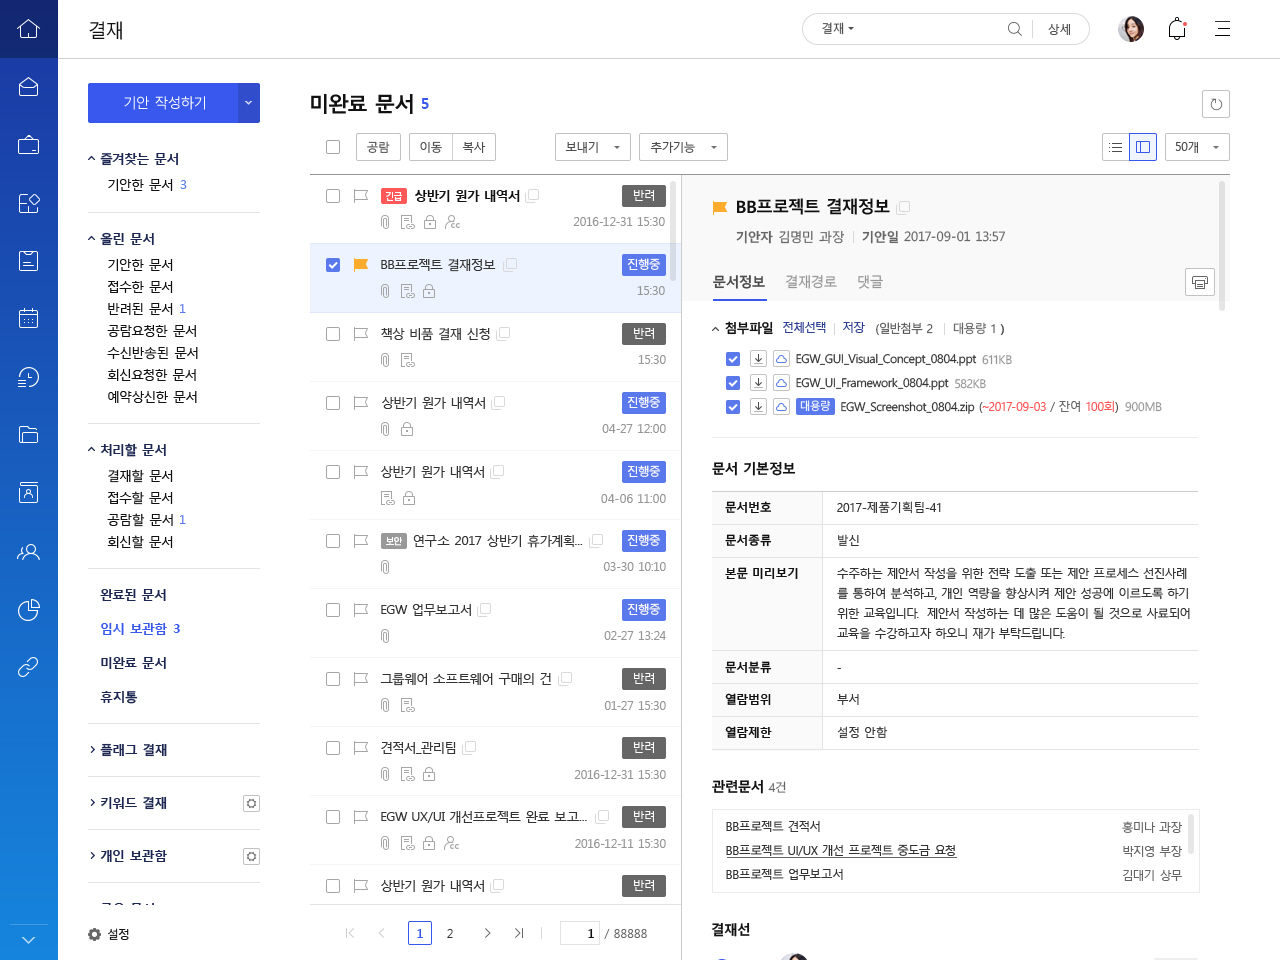 결재
결재
상세
기안 작성하기
즐겨찾는 문서
기안한 문서 3
올린 문서
기안한 문서
접수한 문서
반려된 문서 1
공람요청한 문서
수신반송된 문서
회신요청한 문서
예약상신한 문서
처리할 문서
결재할 문서
접수할 문서
공람할 문서 1
회신할 문서
완료된 문서
임시 보관함 3
미완료 문서
휴지통
플래그 결재
키워드 결재
개인 보관함
설정
미완료 문서 5
공람 이동 복사 보내기 추가기능 50개
긴급 상반기 원가 내역서 반려
2016-12-31 15:30
BB프로젝트 결재정보 진행중
15:30
책상 비품 결재 신청 반려
15:30
상반기 원가 내역서 진행중
04-27 12:00
상반기 원가 내역서 진행중
04-06 11:00
보안 연구소 2017 상반기 휴가계획... 진행중
03-30 10:10
EGW 업무보고서 진행중
02-27 13:24
그룹웨어 소프트웨어 구매의 건 반려
01-27 15:30
견적서_관리팀 반려
2016-12-31 15:30
EGW UX/UI 개선프로젝트 완료 보고... 반려
2016-12-11 15:30
상반기 원가 내역서 반려
1 2 1 / 88888
BB프로젝트 결재정보
기안자 김명민 과장 기안일 2017-09-01 13:57
문서정보 결재경로 댓글
첨부파일 전체선택 저장 (일반첨부 2 대용량 1 )
EGW_GUI_Visual_Concept_0804.ppt 611KB
EGW_UI_Framework_0804.ppt 582KB
대용량 EGW_Screenshot_0804.zip (~2017-09-03 / 잔여 100회) 900MB
문서 기본정보
문서번호 2017-제품기획팀-41
문서종류 발신
본문 미리보기 수주하는 제안서 작성을 위한 전략 도출 또는 제안 프로세스 선진사례
를 통하여 분석하고, 개인 역량을 향상시켜 제안 성공에 이르도록 하기
위한 교육입니다. 제안서 작성하는 데 많은 도움이 될 것으로 사료되어
교육을 수강하고자 하오니 재가 부탁드립니다.
문서분류 -
열람범위 부서
열람제한 설정 안함
관련문서 4건
BB프로젝트 견적서 홍미나 과장
BB프로젝트 UI/UX 개선 프로젝트 중도금 요청 박지영 부장
BB프로젝트 업무보고서 김대기 상무
결재선